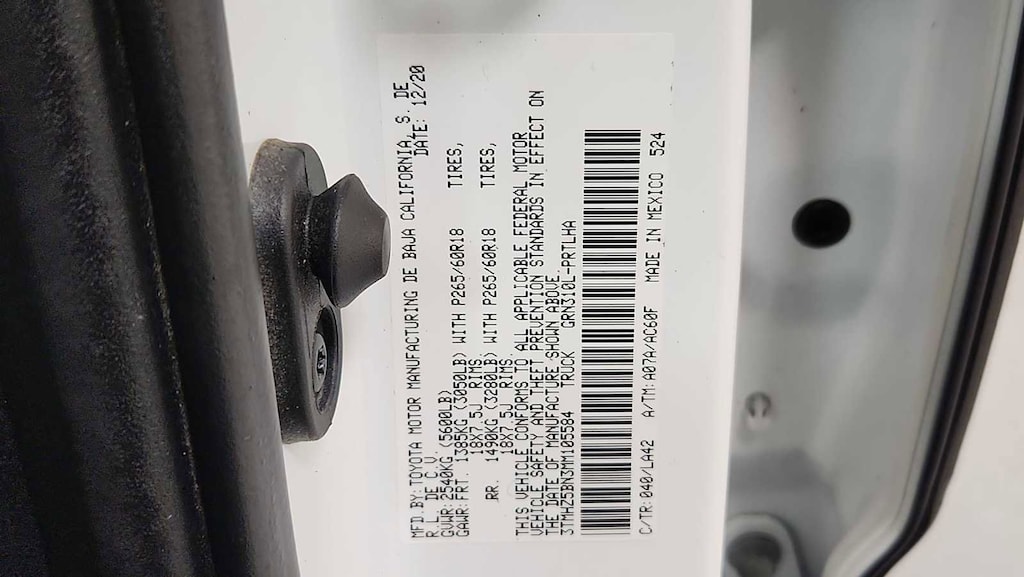 MFD.BY: TOYOTA MOTOR MANUFACTURING DE BAJA CALIFORNIA, S. DE
R.L. DE C.V. DATE: 12/20
GVWR: 2540KG (5600LB)
GAWR: FRT. 1385KG (3050LB) WITH P265/60R18 TIRES,
18X7.5J RIMS
RR. 1490KG (3280LB) WITH P265/60R18 TIRES,
18X7.5J RIMS
THIS VEHICLE CONFORMS TO ALL APPLICABLE FEDERAL MOTOR
VEHICLE SAFETY AND THEFT PREVENTION STANDARDS IN EFFECT ON
THE DATE OF MANUFACTURE SHOWN ABOVE.
3TMHZ5BN3MM105584 TRUCK GRN310L-PRTLHA
C/TR: 040/LA42 A/TM: A07A/AC60F MADE IN MEXICO 524